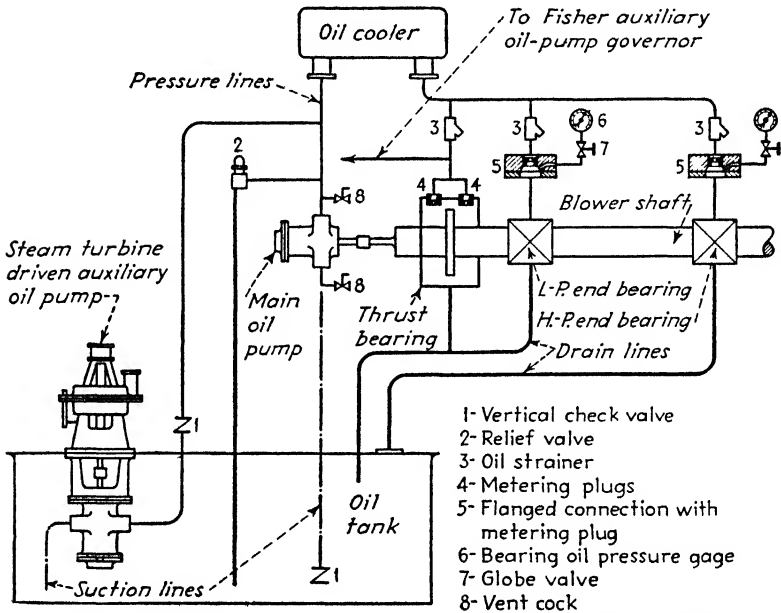 Oil cooler
To Fisher auxiliary
oil-pump governor
Pressure lines
3
3
6
3
2
7
5
5
4
4
8
Blower shaft
Steam turbine
driven auxiliary
oil pump
Main
oil
pump
8
Thrust
bearing
L-P. end bearing
H.-P. end bearing
Drain lines
1
Oil
tank
Suction lines
1
1- Vertical check valve
2- Relief valve
3- Oil strainer
4- Metering plugs
5- Flanged connection with
metering plug
6- Bearing oil pressure gage
7- Globe valve
8- Vent cock